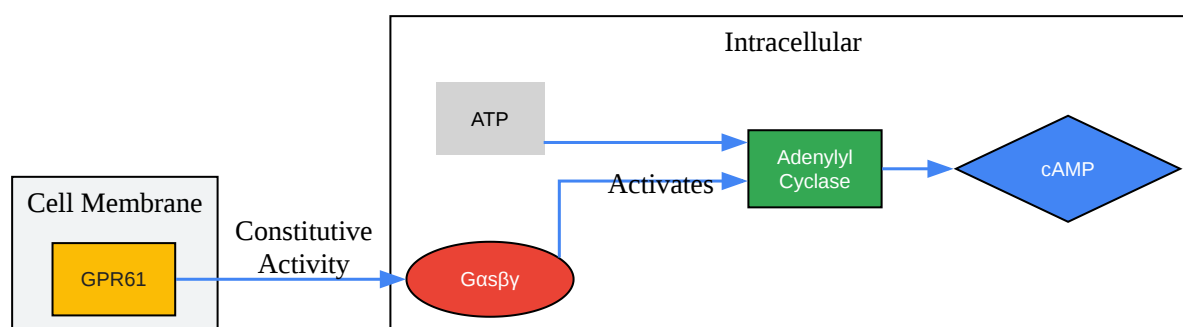 Intracellular
ATP
Adenylyl
Cyclase
cAMP
Activates
Cell Membrane
GPR61
Constitutive
Activity
Gαsβγ